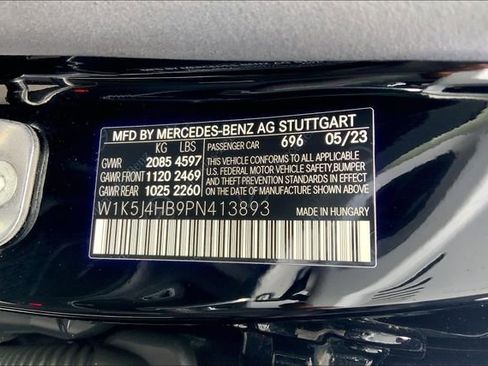 MFD BY MERCEDES-BENZ AG STUTTGART
KG LBS PASSENGER CAR 696 05/23
GVWR 2085 4597
GAWR FRONT 1120 2469
GAWR REAR 1025 2260
THIS VEHICLE CONFORMS TO ALL
APPLICABLE U.S. FEDERAL
MOTOR VEHICLE SAFETY, BUMPER
AND THEFT PREVENTION
STANDARDS IN EFFECT ON THE
DATE OF MANUFACTURE SHOWN ABOVE.
W1K5J4HB9PN413893
MADE IN HUNGARY